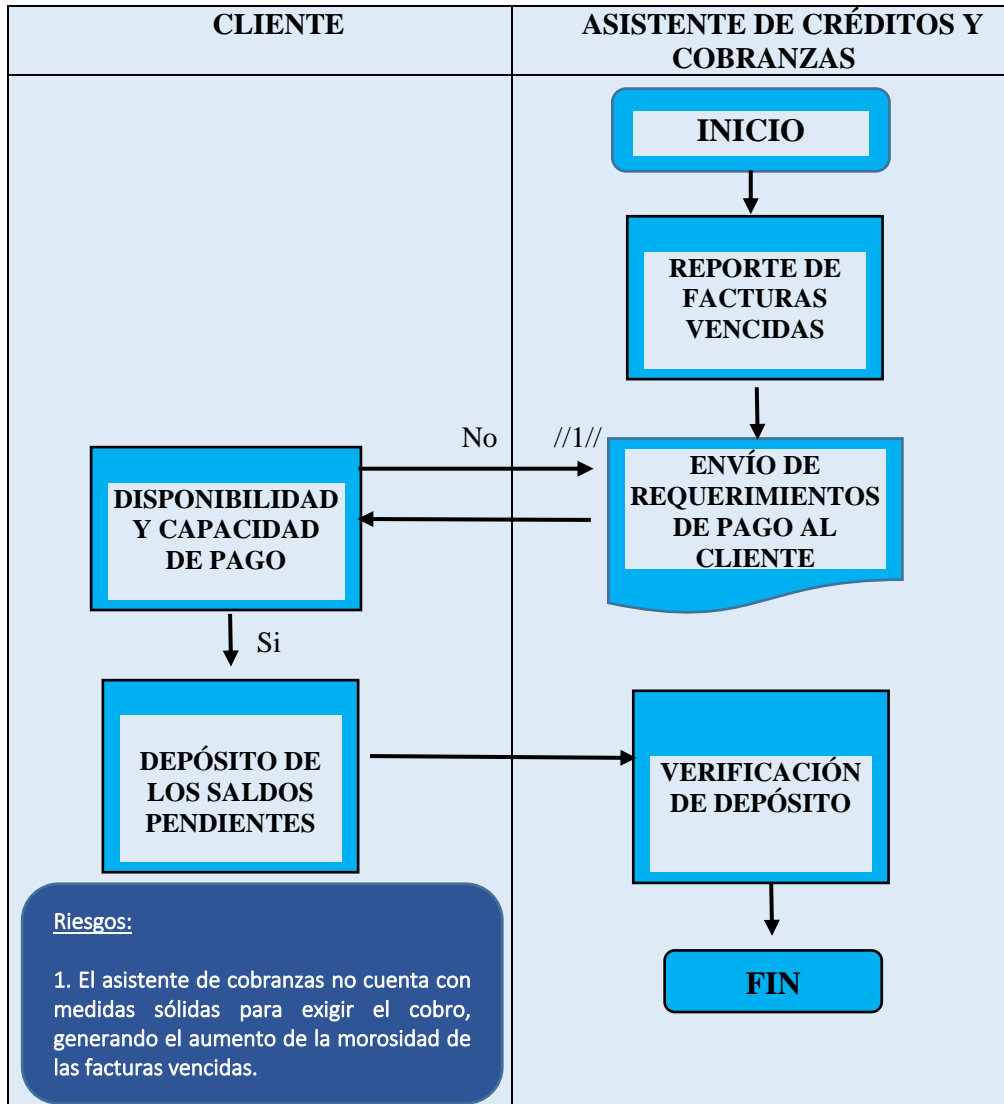 CLIENTE
ASISTENTE DE CRÉDITOS Y
COBRANZAS
INICIO
REPORTE DE
FACTURAS
VENCIDAS
No //1//
ENVÍO DE
REQUERIMIENTOS
DE PAGO AL
CLIENTE
DISPONIBILIDAD
Y CAPACIDAD
DE PAGO
Si
DEPÓSITO DE
LOS SALDOS
PENDIENTES
VERIFICACIÓN
DE DEPÓSITO
Riesgos:
1. El asistente de cobranzas no cuenta con
medidas sólidas para exigir el cobro,
generando el aumento de la morosidad de
las facturas vencidas.
FIN